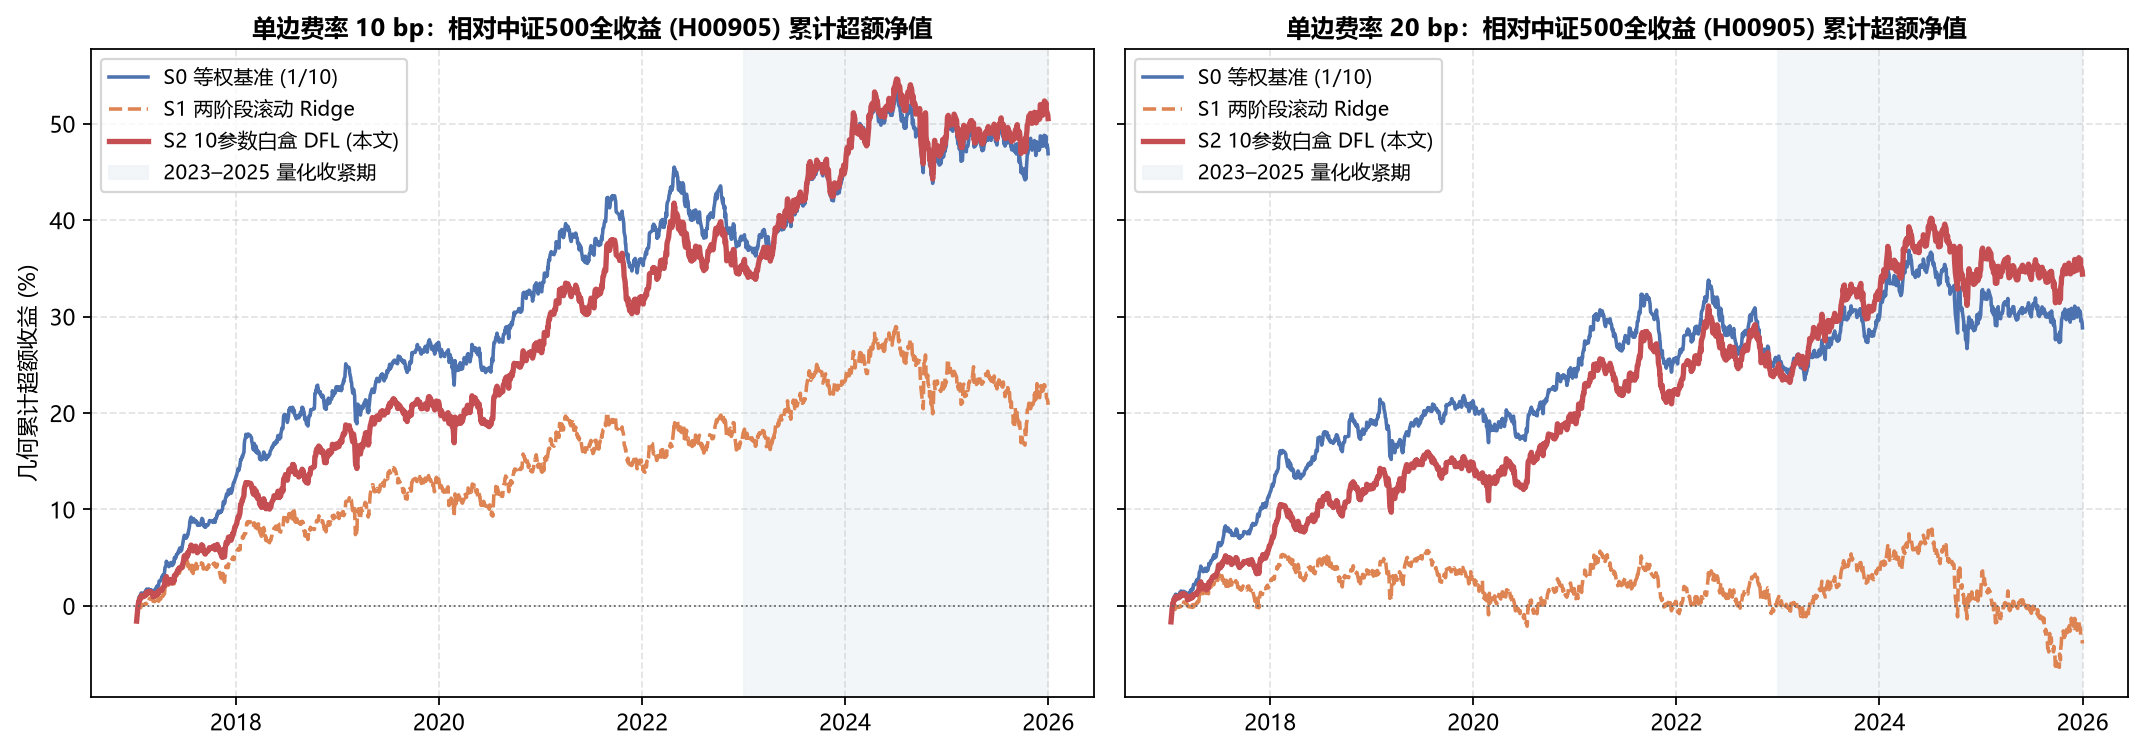 单边费率 10 bp：相对中证500全收益 (H00905) 累计超额净值
S0 等权基准 (1/10)
S1 两阶段滚动 Ridge
S2 10参数白盒 DFL (本文)
2023–2025 量化收紧期
几何累计超额收益 (%)
50
40
30
20
10
0
2018
2020
2022
2024
2026
单边费率 20 bp：相对中证500全收益 (H00905) 累计超额净值
S0 等权基准 (1/10)
S1 两阶段滚动 Ridge
S2 10参数白盒 DFL (本文)
2023–2025 量化收紧期
2018
2020
2022
2024
2026